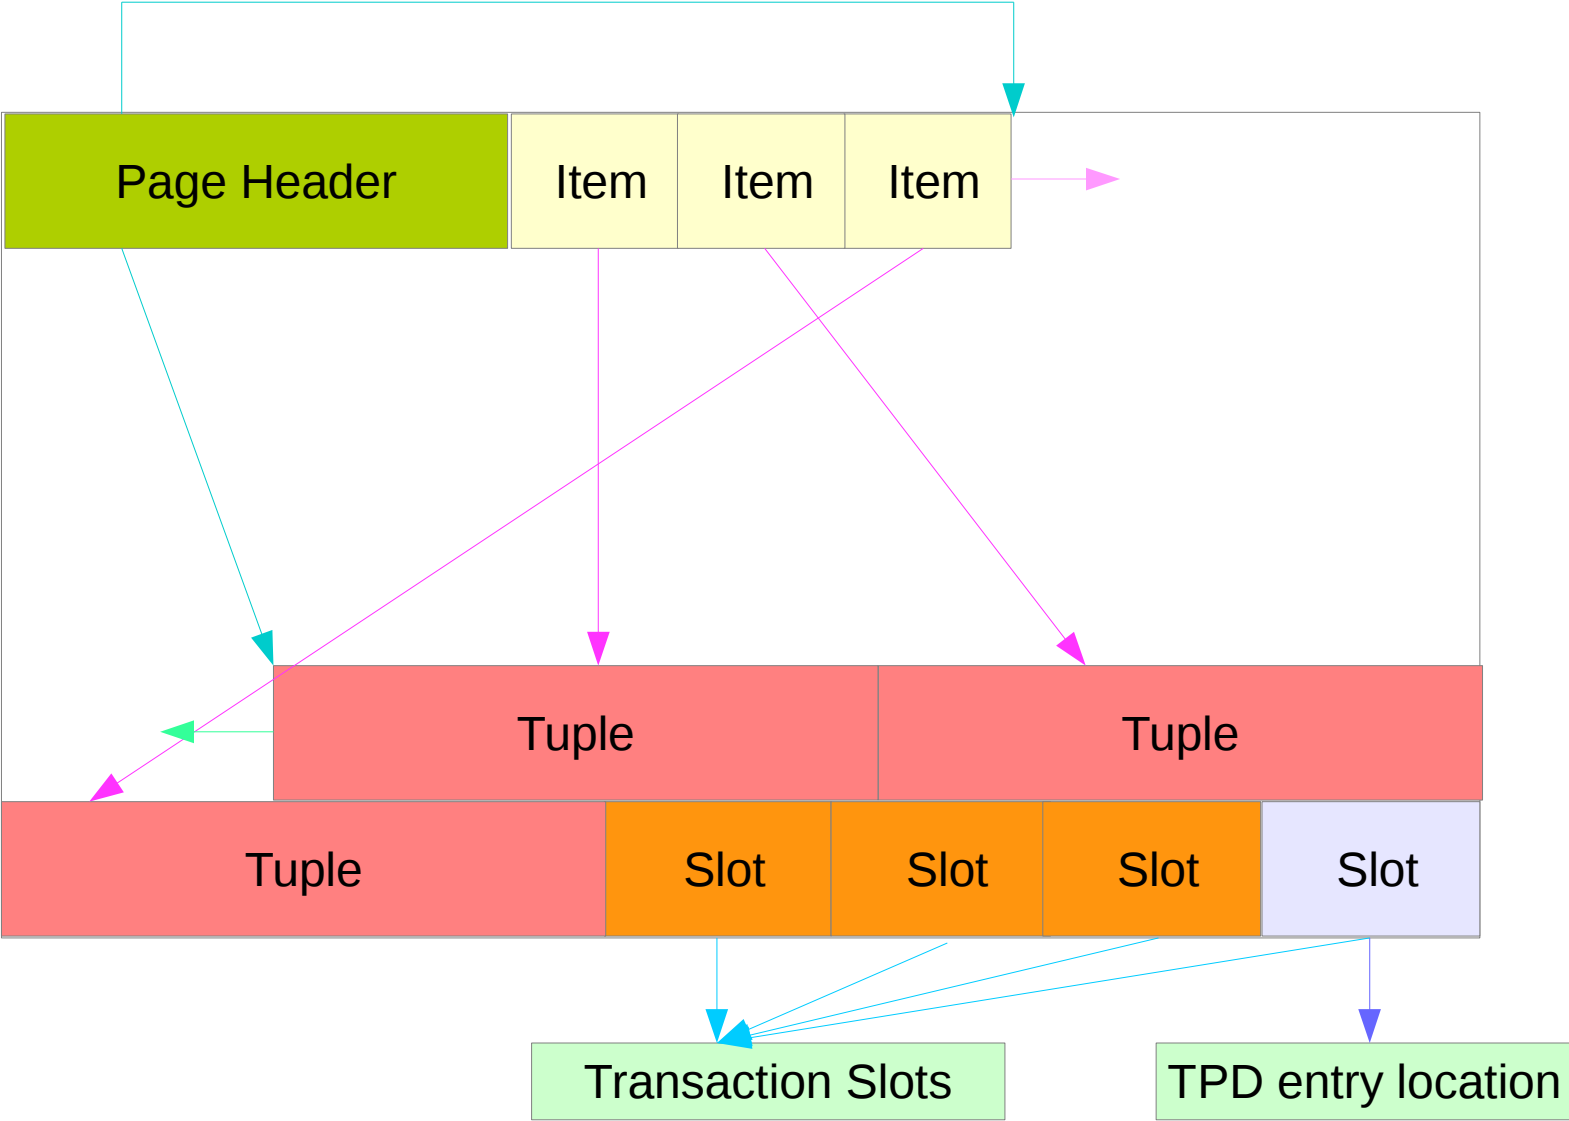 Page Header
Item
Item
Item
Tuple
Tuple
Tuple
Slot
Slot
Slot
Slot
Transaction Slots
TPD entry location